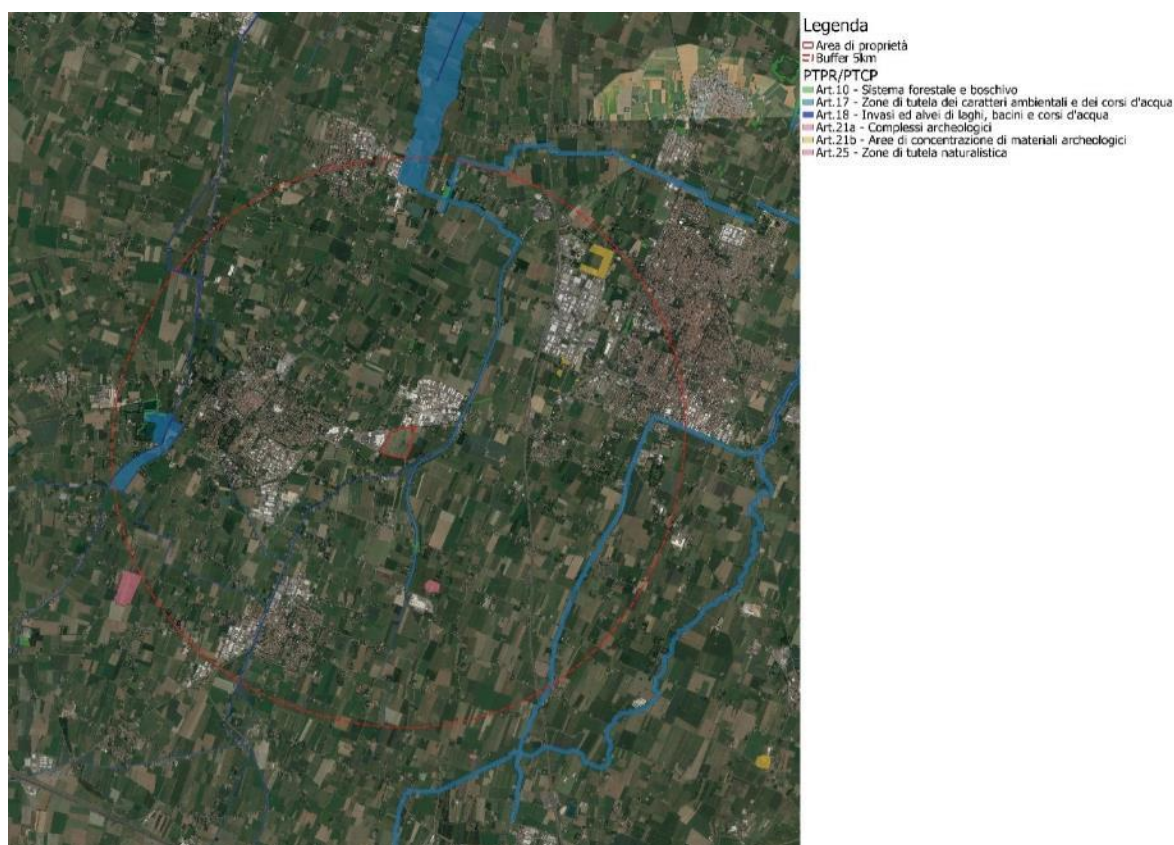 Legenda
Area di proprietà
Buffer 5km
PTPR/PTCP
Art.10 - Sistema forestale e boschivo
Art.17 - Zone di tutela dei caratteri ambientali e dei corsi d'acqua
Art.18 - Invasi ed alvei di laghi, bacini e corsi d'acqua
Art.21a - Complessi archeologici
Art.21b - Aree di concentrazione di materiali archeologici
Art.25 - Zone di tutela naturalistica